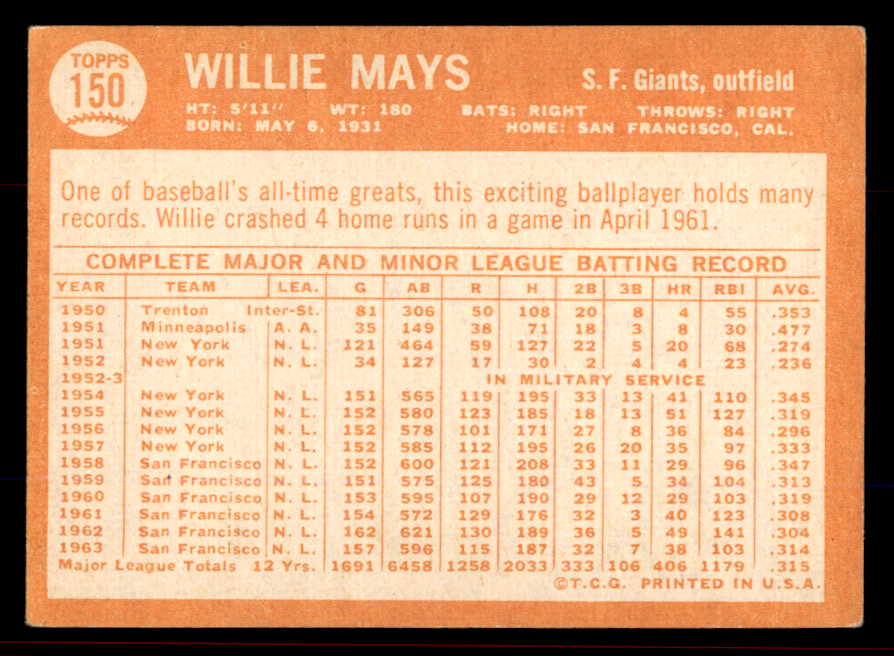 TOPPS
150
WILLIE MAYS S. F. Giants, outfield
HT: 5'11" WT: 180 BATS: RIGHT THROWS: RIGHT
BORN: MAY 6, 1931 HOME: SAN FRANCISCO, CAL.
One of baseball's all-time greats, this exciting ballplayer holds many
records. Willie crashed 4 home runs in a game in April 1961.
COMPLETE MAJOR AND MINOR LEAGUE BATTING RECORD
YEAR TEAM LEA. G AB R H 2B 3B HR RBI AVG.
1950 Trenton Inter-St. 81 306 50 108 20 8 4 55 .353
1951 Minneapolis A. A. 35 149 38 71 18 3 8 30 .477
1951 New York N. L. 121 464 59 127 22 5 20 68 .274
1952 New York N. L. 34 127 17 30 2 4 4 23 .236
1952-3 IN MILITARY SERVICE
1954 New York N. L. 151 565 119 195 33 13 41 110 .345
1955 New York N. L. 152 580 123 185 18 13 51 127 .319
1956 New York N. L. 152 578 101 171 27 8 36 84 .296
1957 New York N. L. 152 585 112 195 26 20 35 97 .333
1958 San Francisco N. L. 152 600 121 208 33 11 29 96 .347
1959 San Francisco N. L. 151 575 125 180 43 5 34 104 .313
1960 San Francisco N. L. 153 595 107 190 29 12 29 103 .319
1961 San Francisco N. L. 154 572 129 176 32 3 40 123 .308
1962 San Francisco N. L. 162 621 130 189 36 5 49 141 .304
1963 San Francisco N. L. 157 596 115 187 32 7 38 103 .314
Major League Totals 12 Yrs. 1691 6458 1258 2033 333 106 406 1179 .315
©T.C.G. PRINTED IN U.S.A.